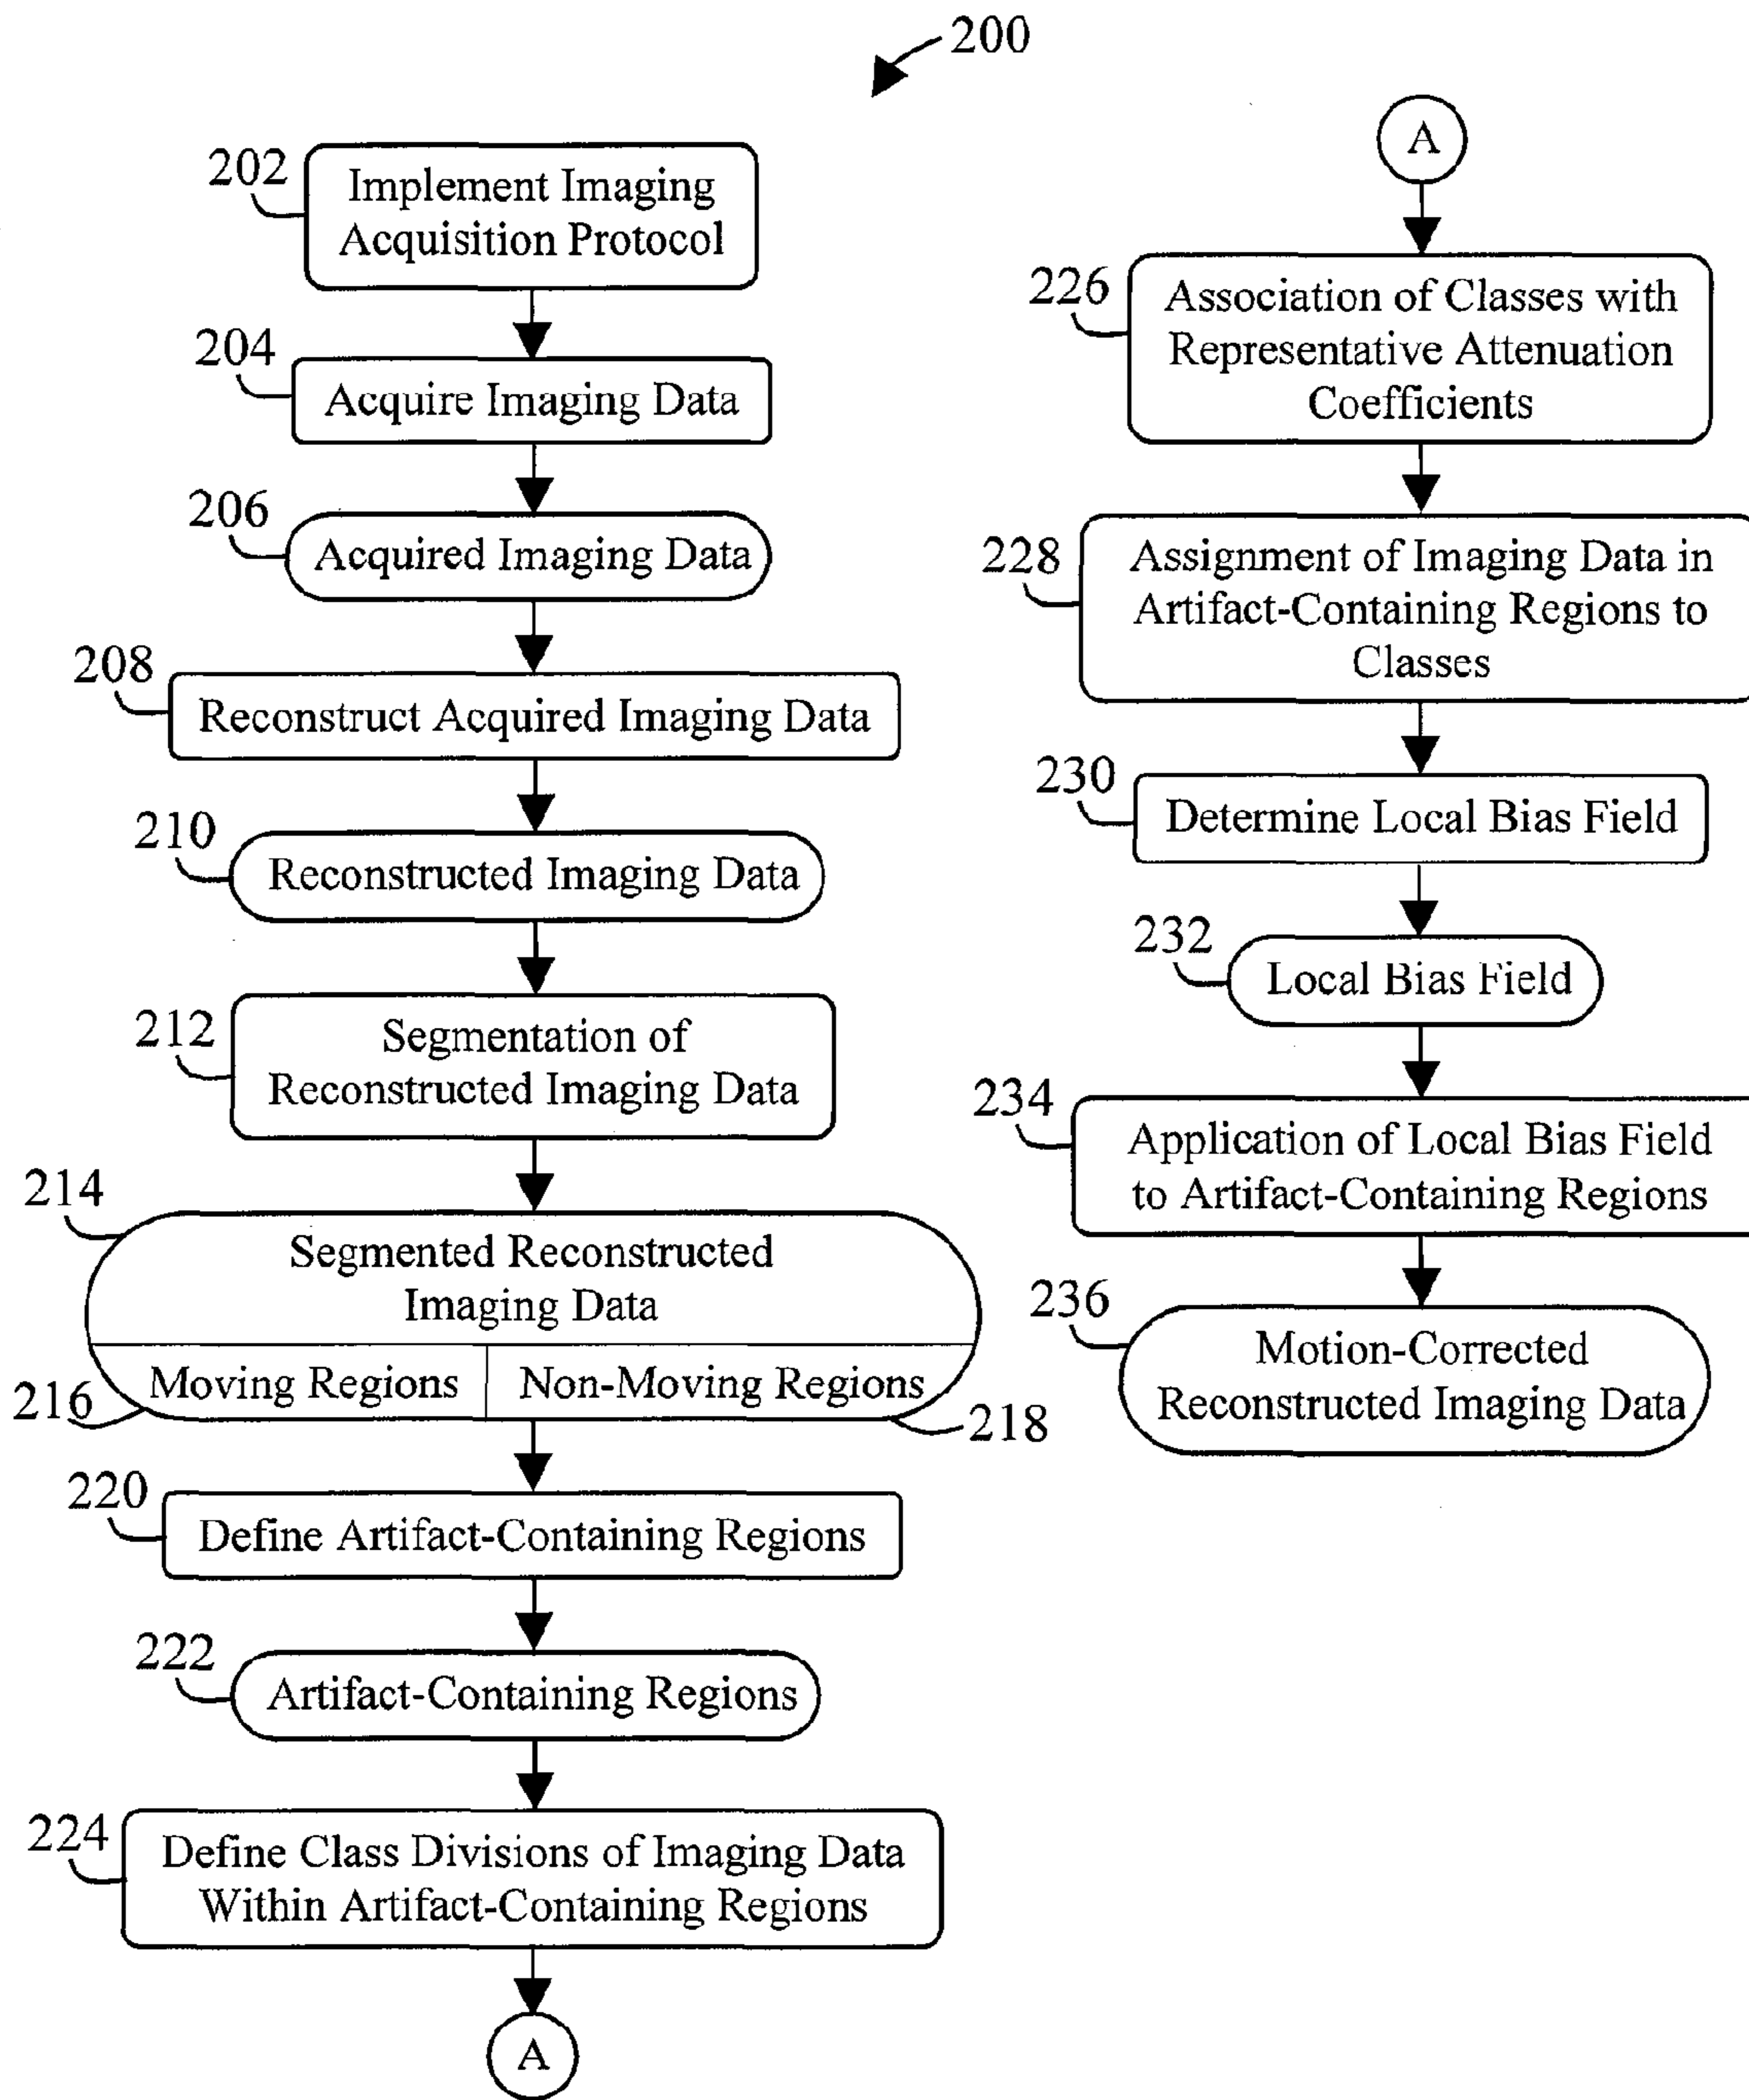 200
202
Implement Imaging
Acquisition Protocol
204
Acquire Imaging Data
206
Acquired Imaging Data
208
Reconstruct Acquired Imaging Data
210
Reconstructed Imaging Data
212
Segmentation of
Reconstructed Imaging Data
214
Segmented Reconstructed
Imaging Data
Moving Regions
Non-Moving Regions
216
218
220
Define Artifact-Containing Regions
222
Artifact-Containing Regions
224
Define Class Divisions of Imaging Data
Within Artifact-Containing Regions
A
A
226
Association of Classes with
Representative Attenuation
Coefficients
228
Assignment of Imaging Data in
Artifact-Containing Regions to
Classes
230
Determine Local Bias Field
232
Local Bias Field
234
Application of Local Bias Field
to Artifact-Containing Regions
236
Motion-Corrected
Reconstructed Imaging Data